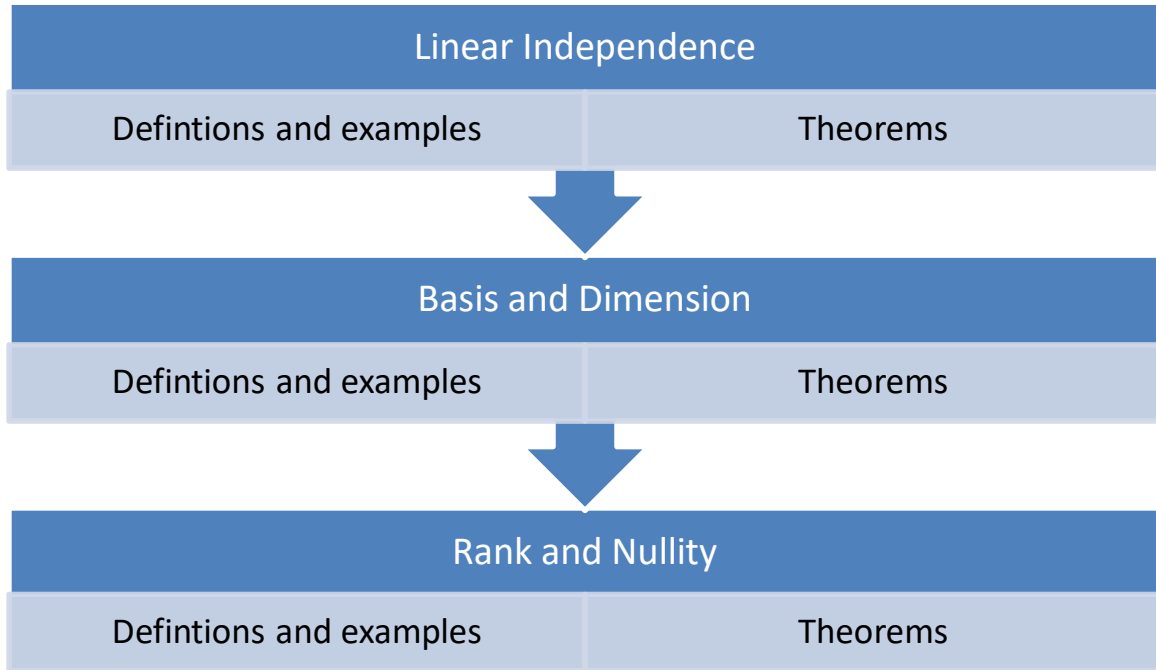 Linear Independence
Defintions and examples Theorems
Basis and Dimension
Defintions and examples Theorems
Rank and Nullity
Defintions and examples Theorems